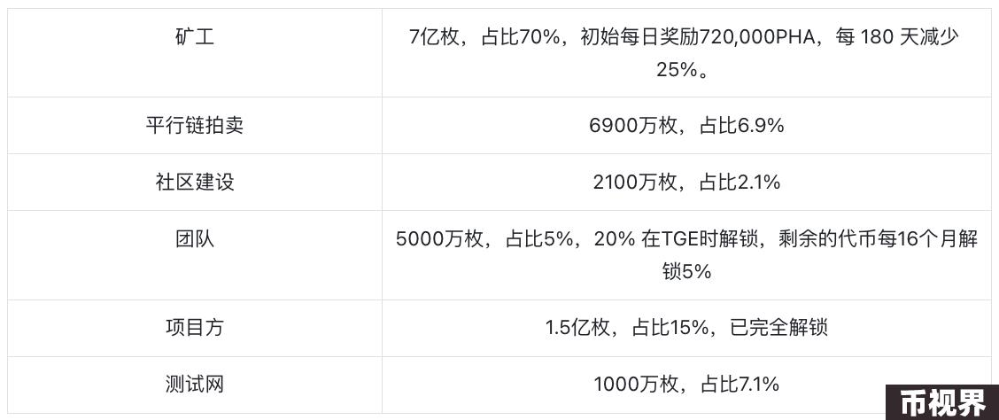 矿工
7亿枚，占比70%，初始每日奖励720,000PHA，每 180 天减少
25%。
平行链拍卖
6900万枚，占比6.9%
社区建设
2100万枚，占比2.1%
团队
5000万枚，占比5%，20% 在TGE时解锁，剩余的代币每16个月解
锁5%
项目方
1.5亿枚，占比15%，已完全解锁
测试网
1000万枚，占比7.1%
币视界